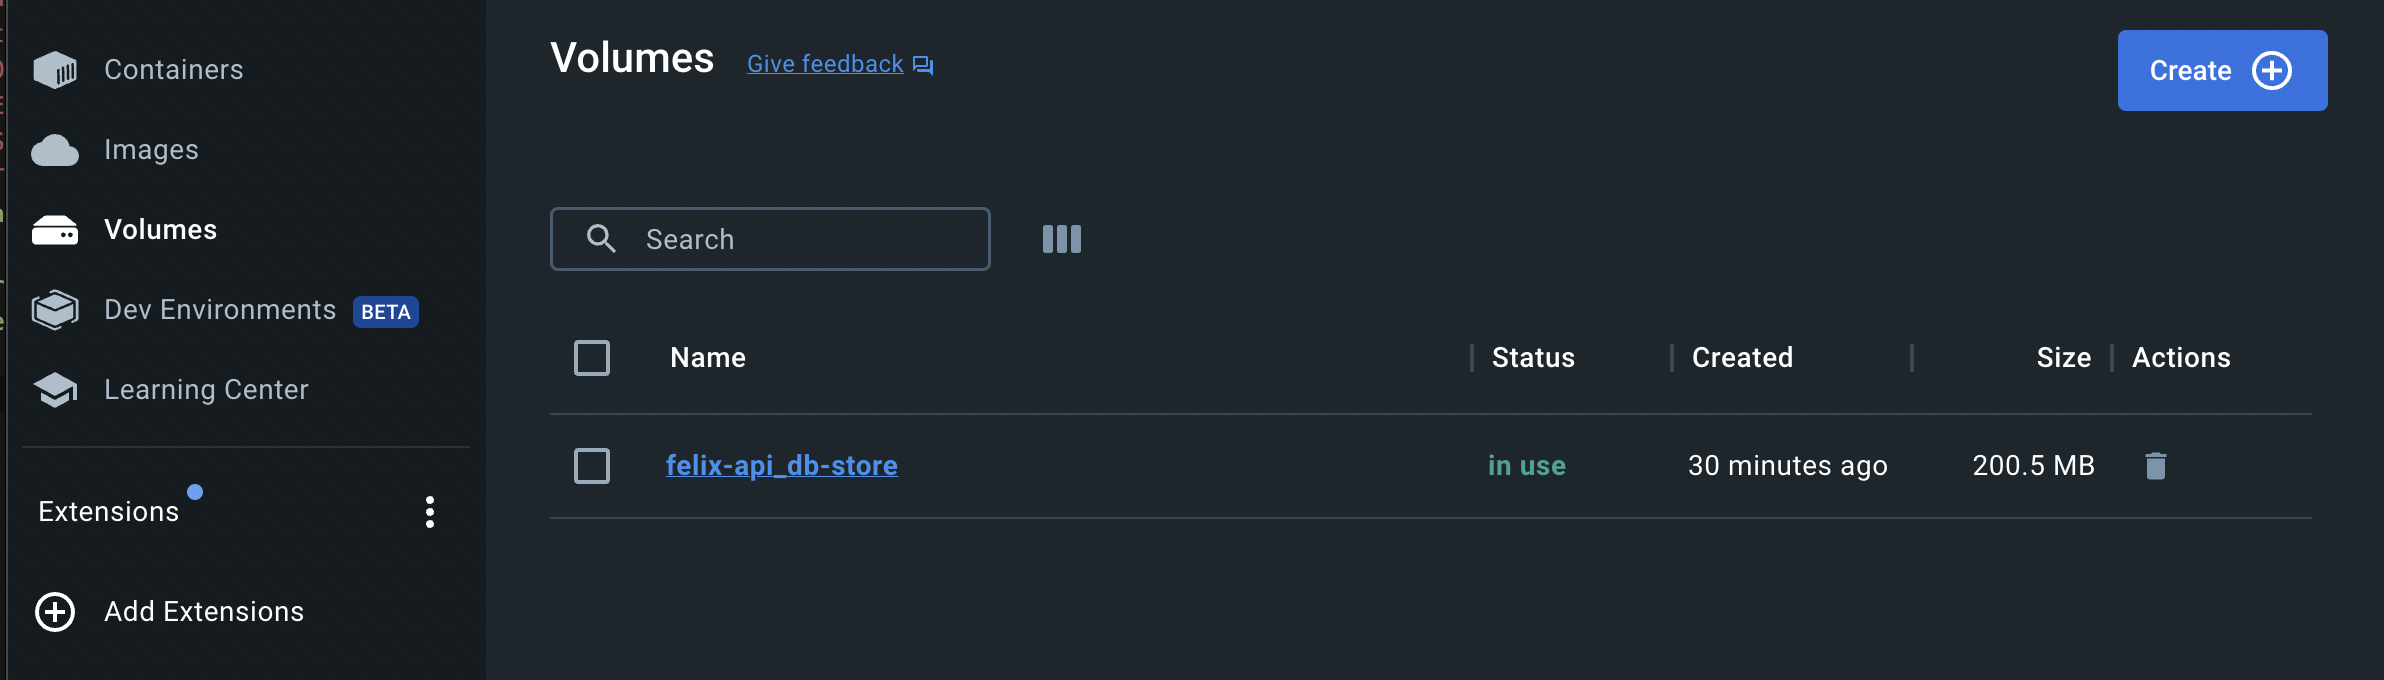 Containers
Images
Volumes
Dev Environments BETA
Learning Center
Extensions
Add Extensions
Volumes Give feedback
Create
Search
Name Status Created Size Actions
felix-api_db-store in use 30 minutes ago 200.5 MB